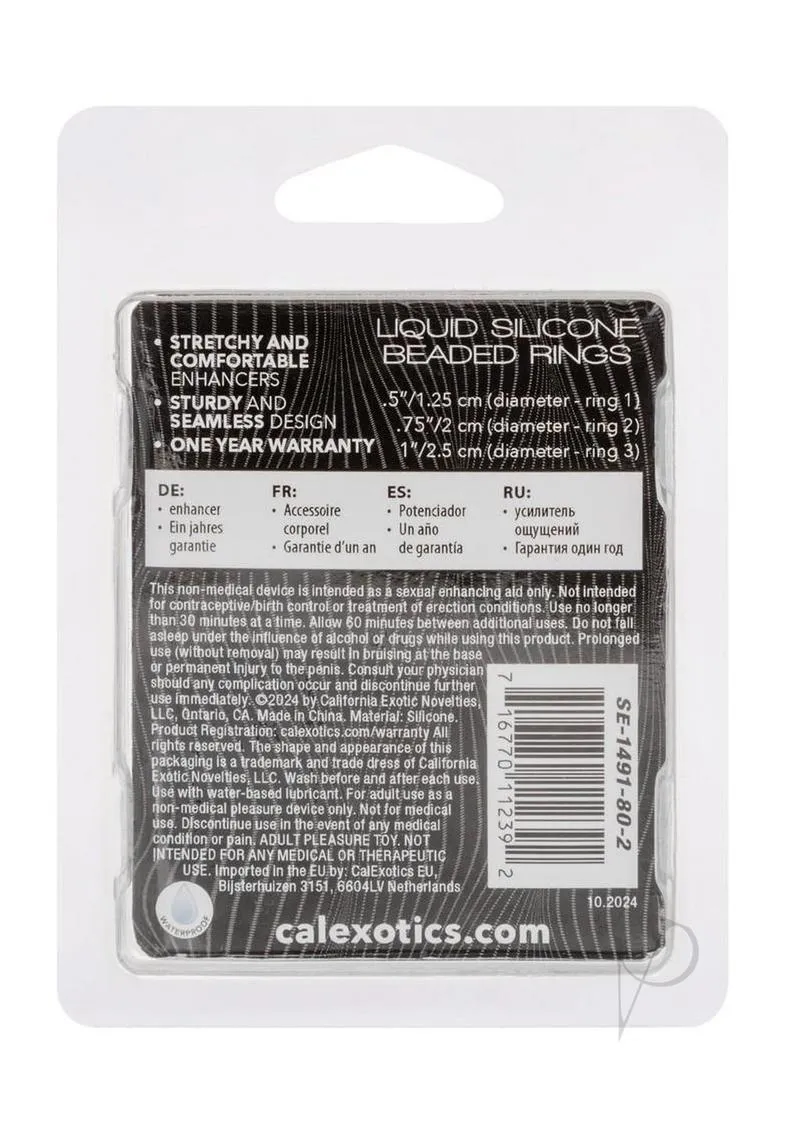 • STRETCHY AND
COMFORTABLE
ENHANCERS
• STURDY AND
SEAMLESS DESIGN
• ONE YEAR WARRANTY
LIQUID SILICONE
BEADED RINGS
.5"/1.25 cm (diameter - ring 1)
.75"/2 cm (diameter - ring 2)
1"/2.5 cm (diameter - ring 3)
DE:
• enhancer
• Ein jahres
garantie
FR:
• Accessoire
corporel
• Garantie d'un an
ES:
• Potenciador
• Un año
de garantía
RU:
• усилитель
ощущений
• Гарантия один год
This non-medical device is intended as a sexual enhancing aid only. Not intended
for contraceptive/birth control or treatment of erection conditions. Use no longer
than 30 minutes at a time. Allow 60 minutes between additional uses. Do not fall
asleep under the influence of alcohol or drugs while using this product. Prolonged
use (without removal) may result in bruising at the base
or permanent injury to the penis. Consult your physician
should any complication occur and discontinue further
use immediately. ©2024 by California Exotic Novelties,
LLC, Ontario, CA. Made in China. Material: Silicone.
Product Registration: calexotics.com/warranty All
rights reserved. The shape and appearance of this
packaging is a trademark and trade dress of California
Exotic Novelties, LLC. Wash before and after each use.
Use with water-based lubricant. For adult use as a
non-medical pleasure device only. Not for medical
use. Discontinue use in the event of any medical
condition or pain. ADULT PLEASURE TOY. NOT
INTENDED FOR ANY MEDICAL OR THERAPEUTIC
USE. Imported in the EU by: CalExotics EU,
Bijsterhuizen 3151, 6604LV Netherlands
7 16770 11239 2
SE-1491-80-2
10.2024
WATERPROOF
calexotics.com